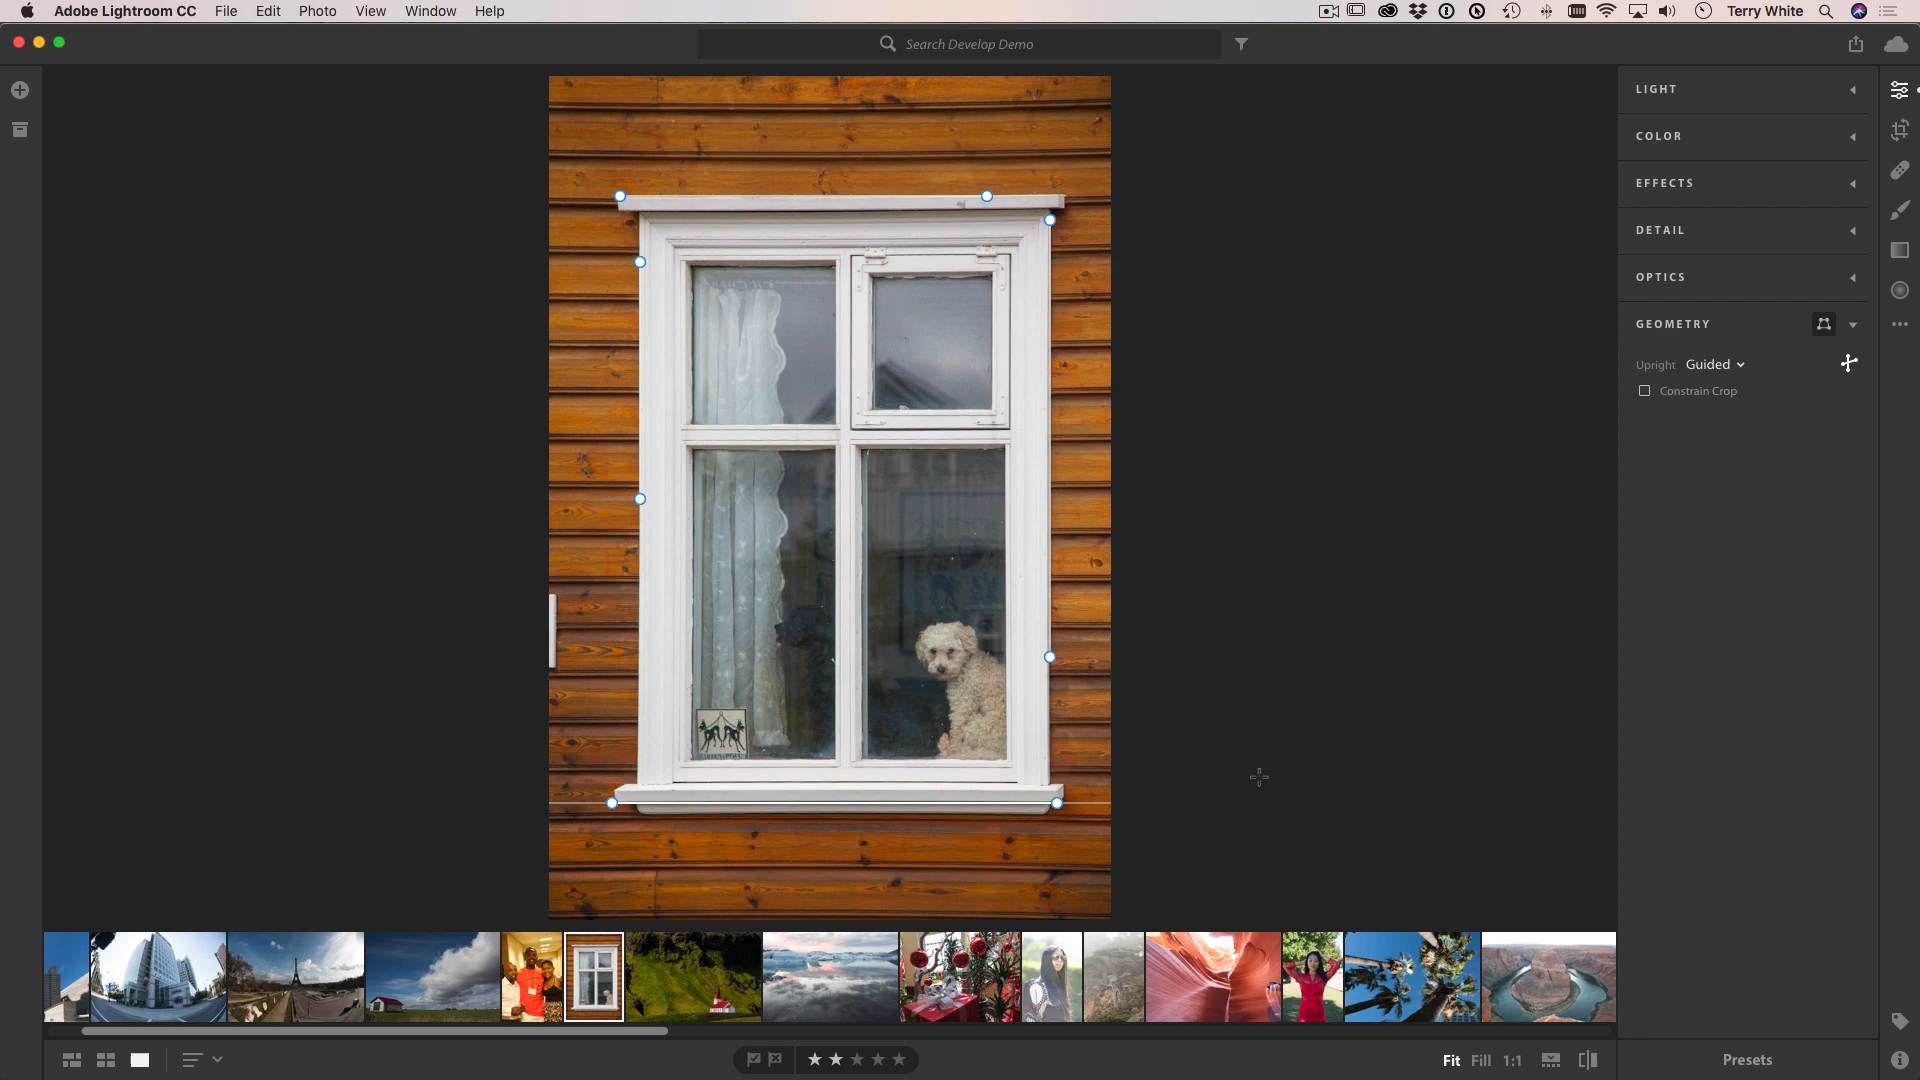 Adobe Lightroom CC File Edit Photo View Window Help Terry White
Search Develop Demo
LIGHT
COLOR
EFFECTS
DETAIL
OPTICS
GEOMETRY
Upright Guided
Constrain Crop
Fit Fill 1:1
Presets